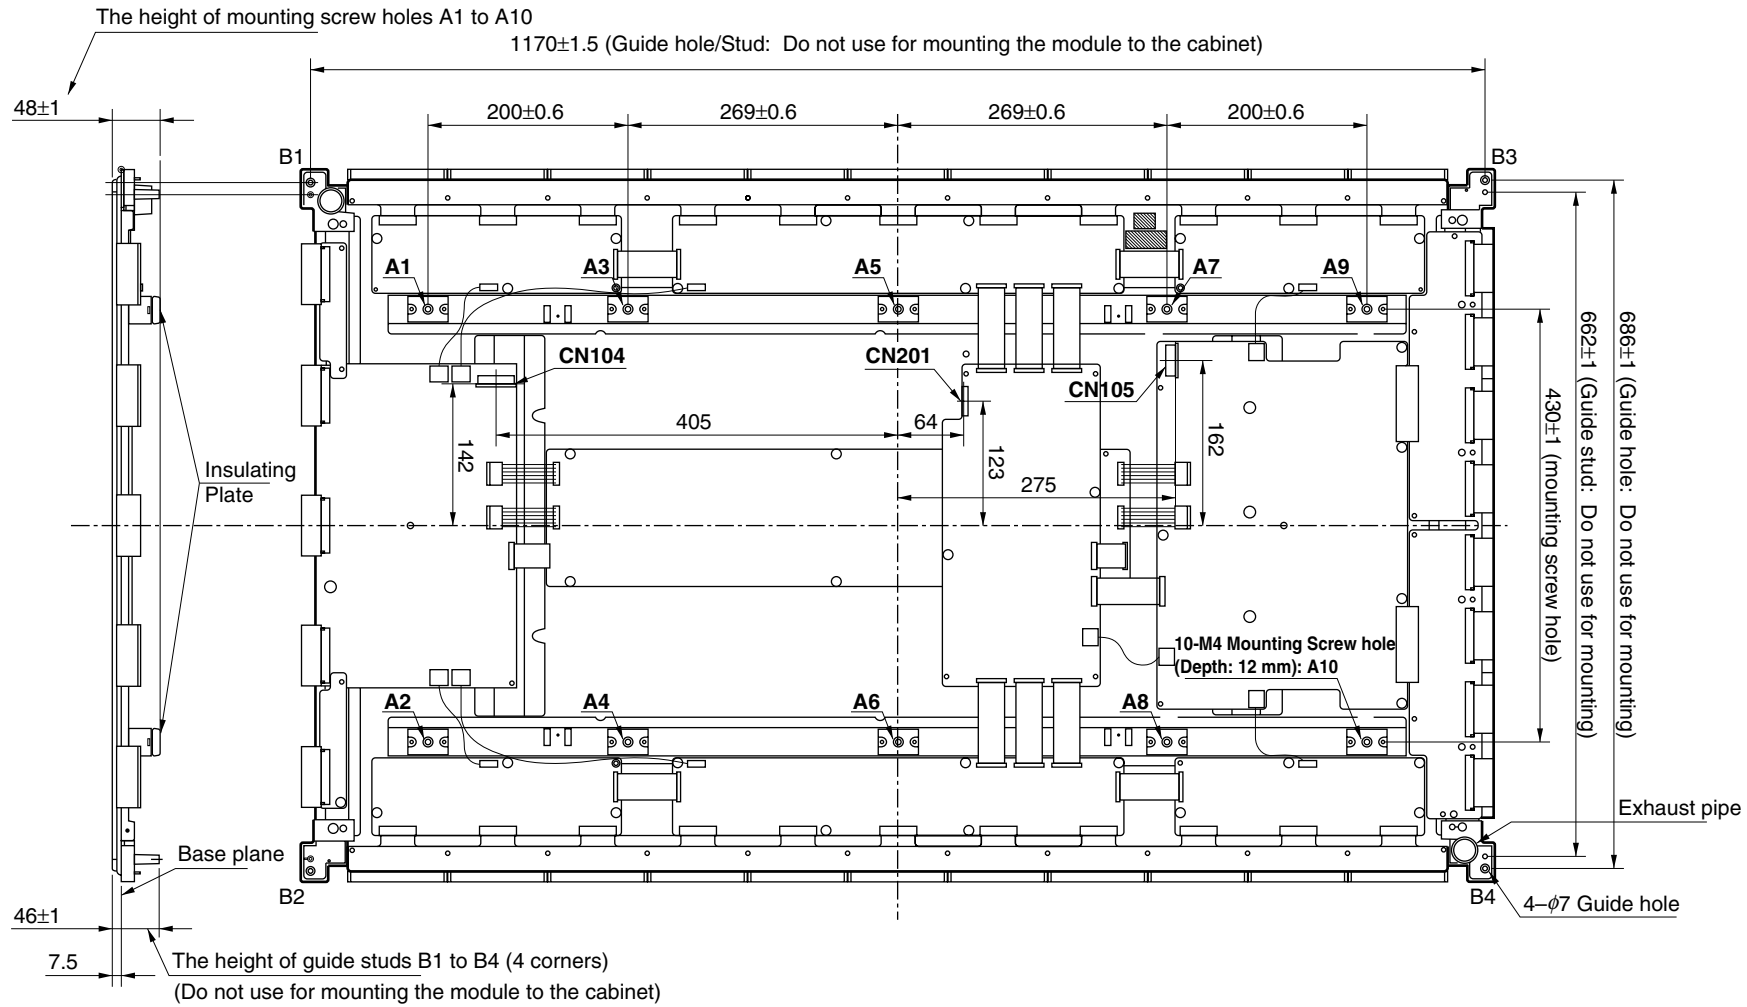 The height of mounting screw holes A1 to A10
1170±1.5 (Guide hole/Stud: Do not use for mounting the module to the cabinet)
48±1
200±0.6
269±0.6
269±0.6
200±0.6
B1
B3
A1
A3
A5
A7
A9
CN104
CN201
CN105
405
64
142
123
162
275
Insulating
Plate
430±1 (mounting screw hole)
662±1 (Guide stud: Do not use for mounting)
686±1 (Guide hole: Do not use for mounting)
10-M4 Mounting Screw hole
(Depth: 12 mm): A10
A2
A4
A6
A8
Exhaust pipe
Base plane
B2
B4
4–ϕ7 Guide hole
46±1
7.5
The height of guide studs B1 to B4 (4 corners)
(Do not use for mounting the module to the cabinet)